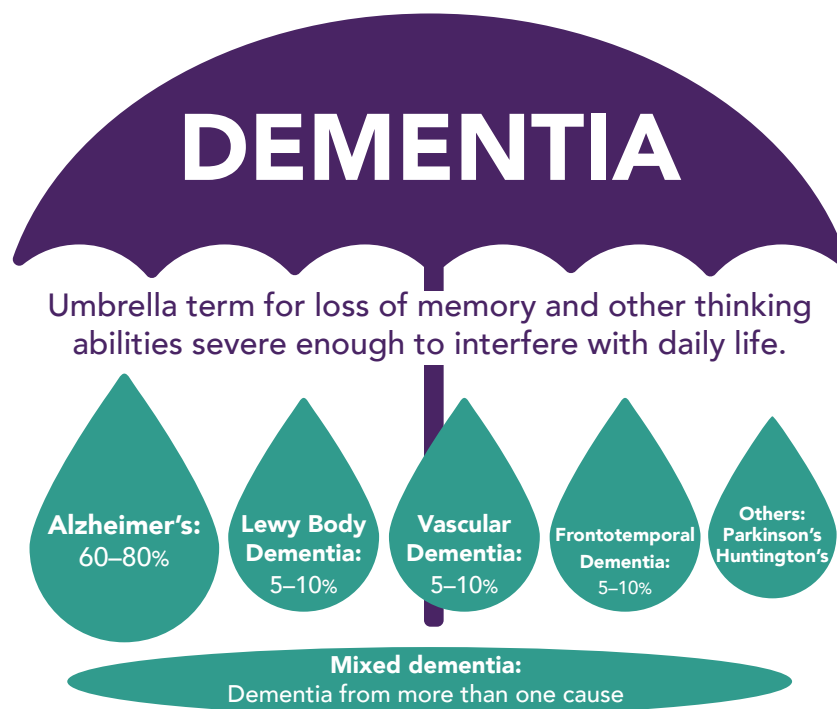 DEMENTIA
Umbrella term for loss of memory and other thinking
abilities severe enough to interfere with daily life.
Alzheimer’s:
60–80%
Lewy Body
Dementia:
5–10%
Vascular
Dementia:
5–10%
Frontotemporal
Dementia:
5–10%
Others:
Parkinson’s
Huntington’s
Mixed dementia:
Dementia from more than one cause